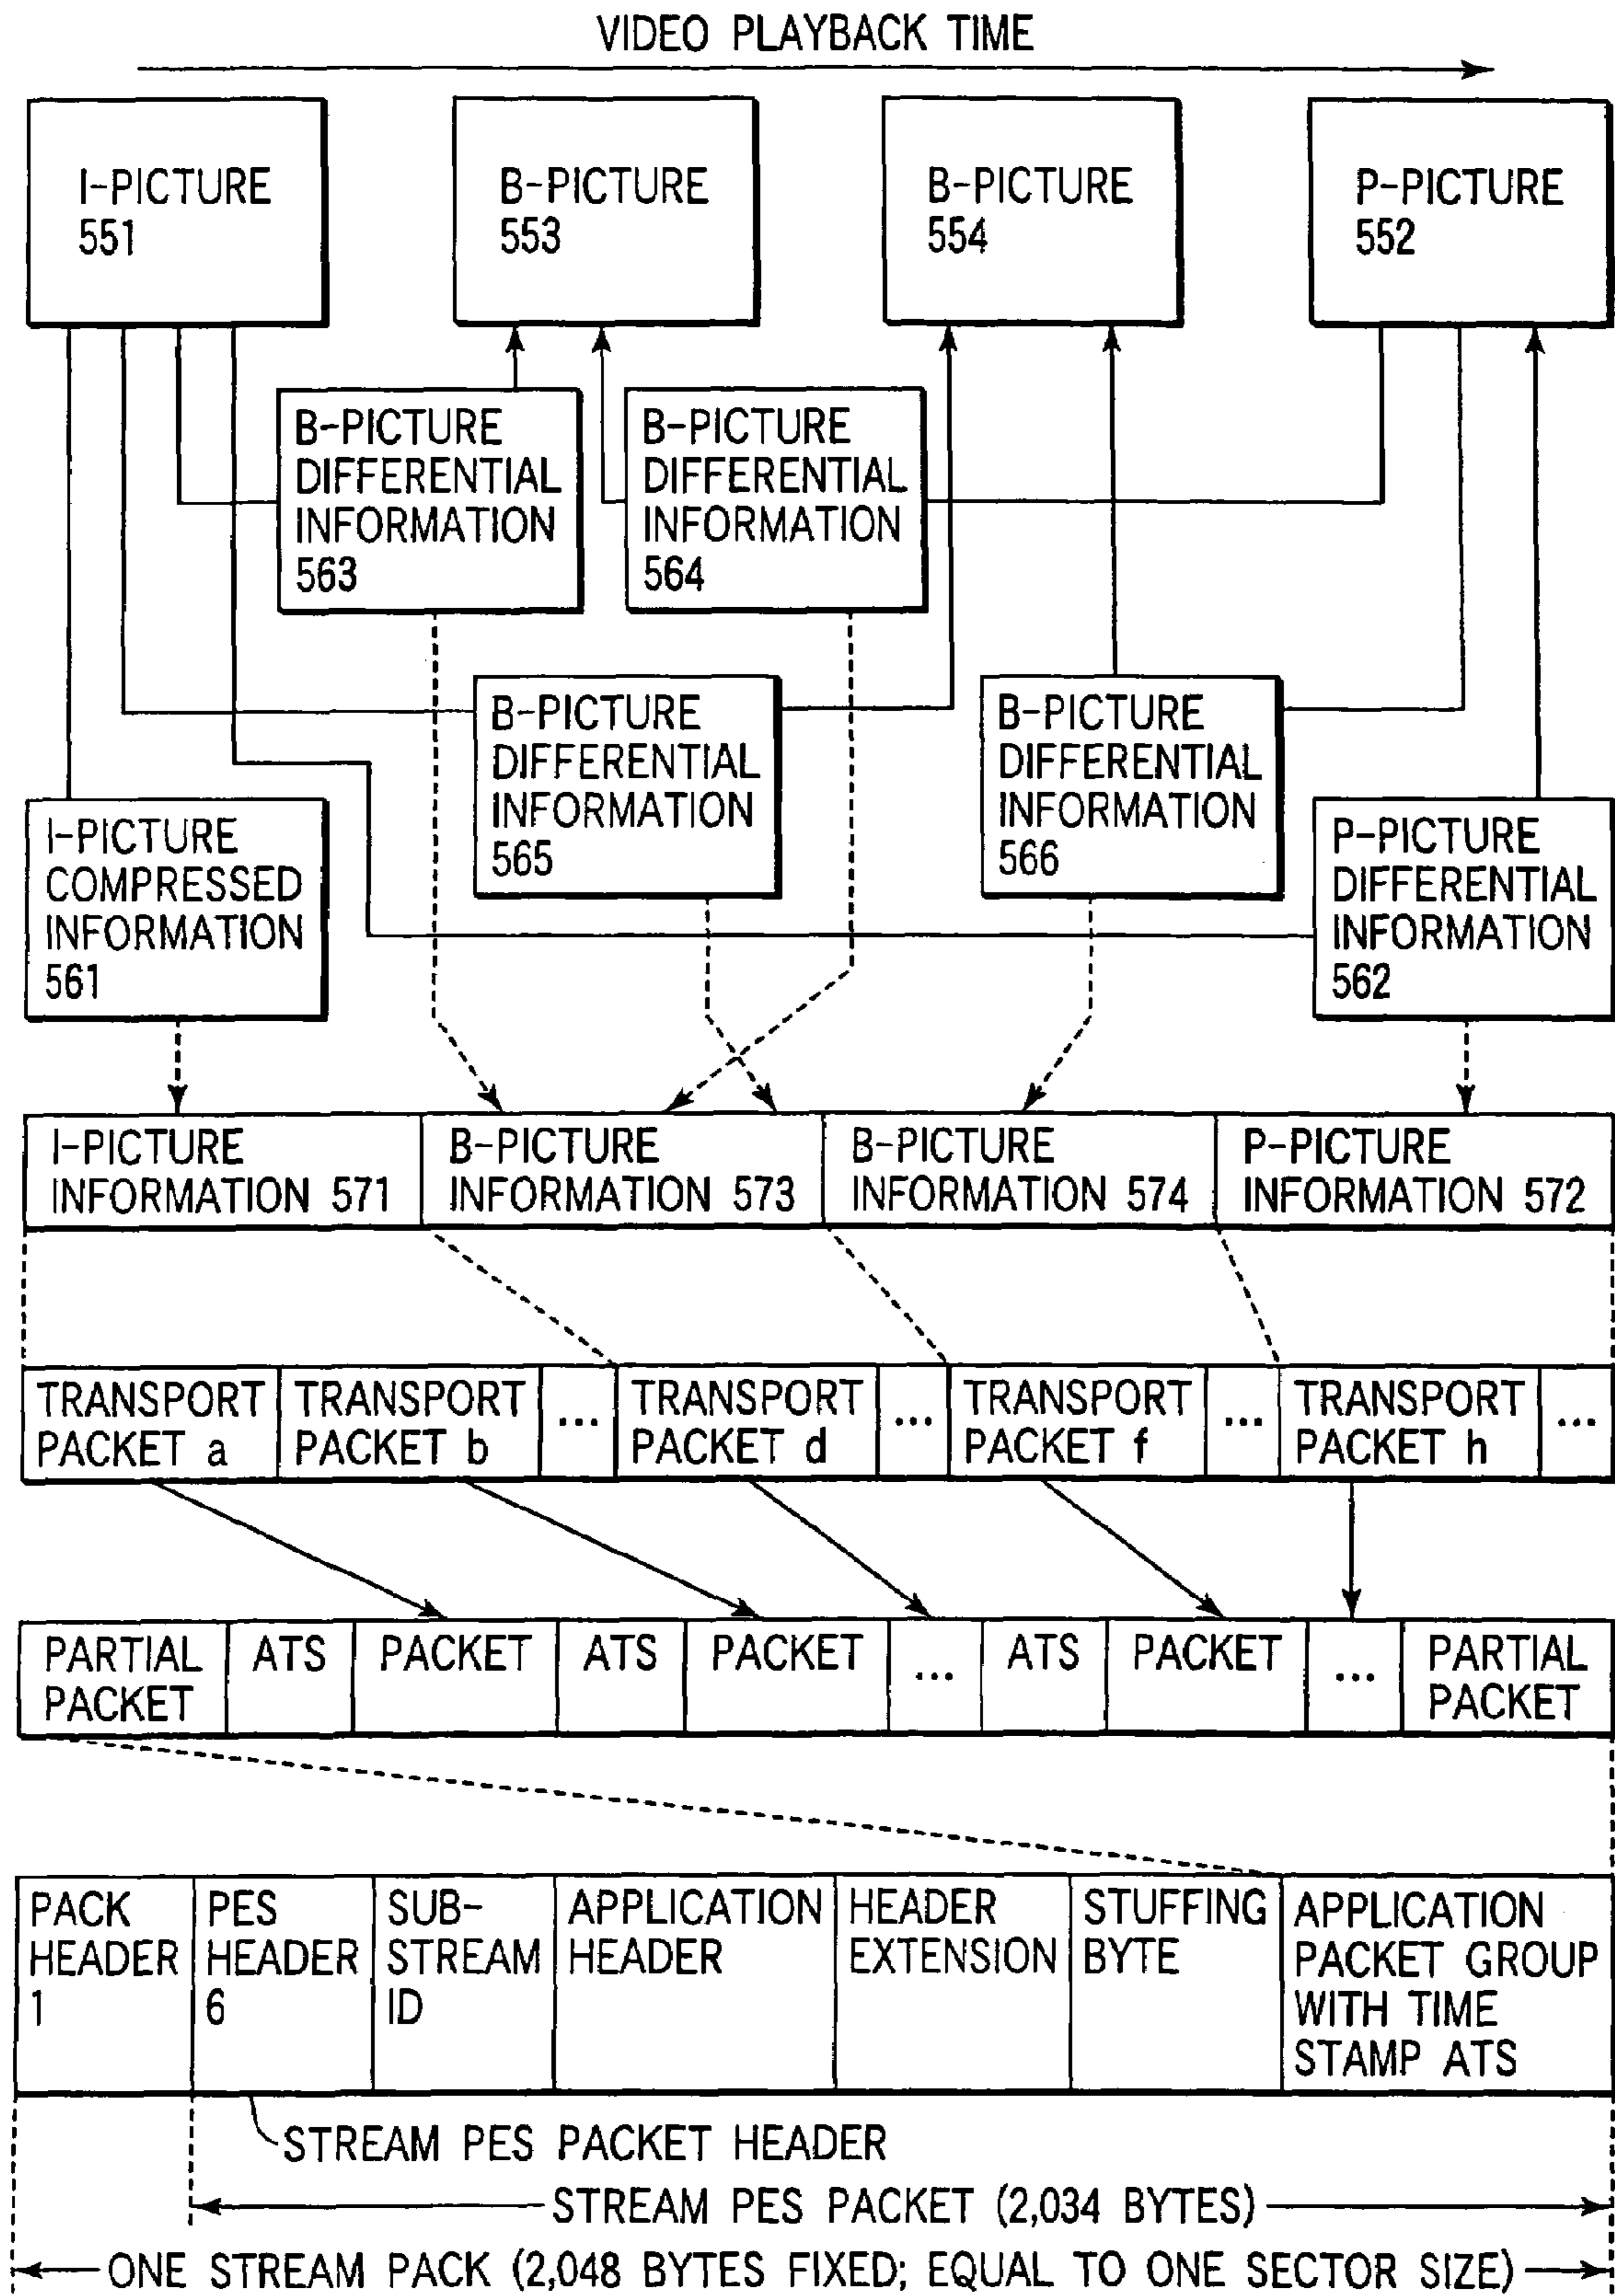 VIDEO PLAYBACK TIME
I-PICTURE
551
B-PICTURE
553
B-PICTURE
554
P-PICTURE
552
B-PICTURE
DIFFERENTIAL
INFORMATION
563
B-PICTURE
DIFFERENTIAL
INFORMATION
564
B-PICTURE
DIFFERENTIAL
INFORMATION
565
B-PICTURE
DIFFERENTIAL
INFORMATION
566
I-PICTURE
COMPRESSED
INFORMATION
561
P-PICTURE
DIFFERENTIAL
INFORMATION
562
I-PICTURE
INFORMATION 571
B-PICTURE
INFORMATION 573
B-PICTURE
INFORMATION 574
P-PICTURE
INFORMATION 572
TRANSPORT
PACKET a
TRANSPORT
PACKET b
...
TRANSPORT
PACKET d
...
TRANSPORT
PACKET f
...
TRANSPORT
PACKET h
...
PARTIAL
PACKET
ATS
PACKET
ATS
PACKET
...
ATS
PACKET
...
PARTIAL
PACKET
PACK
HEADER
1
PES
HEADER
6
SUB-
STREAM
ID
APPLICATION
HEADER
HEADER
EXTENSION
STUFFING
BYTE
APPLICATION
PACKET GROUP
WITH TIME
STAMP ATS
STREAM PES PACKET HEADER
STREAM PES PACKET (2,034 BYTES)
ONE STREAM PACK (2,048 BYTES FIXED; EQUAL TO ONE SECTOR SIZE)